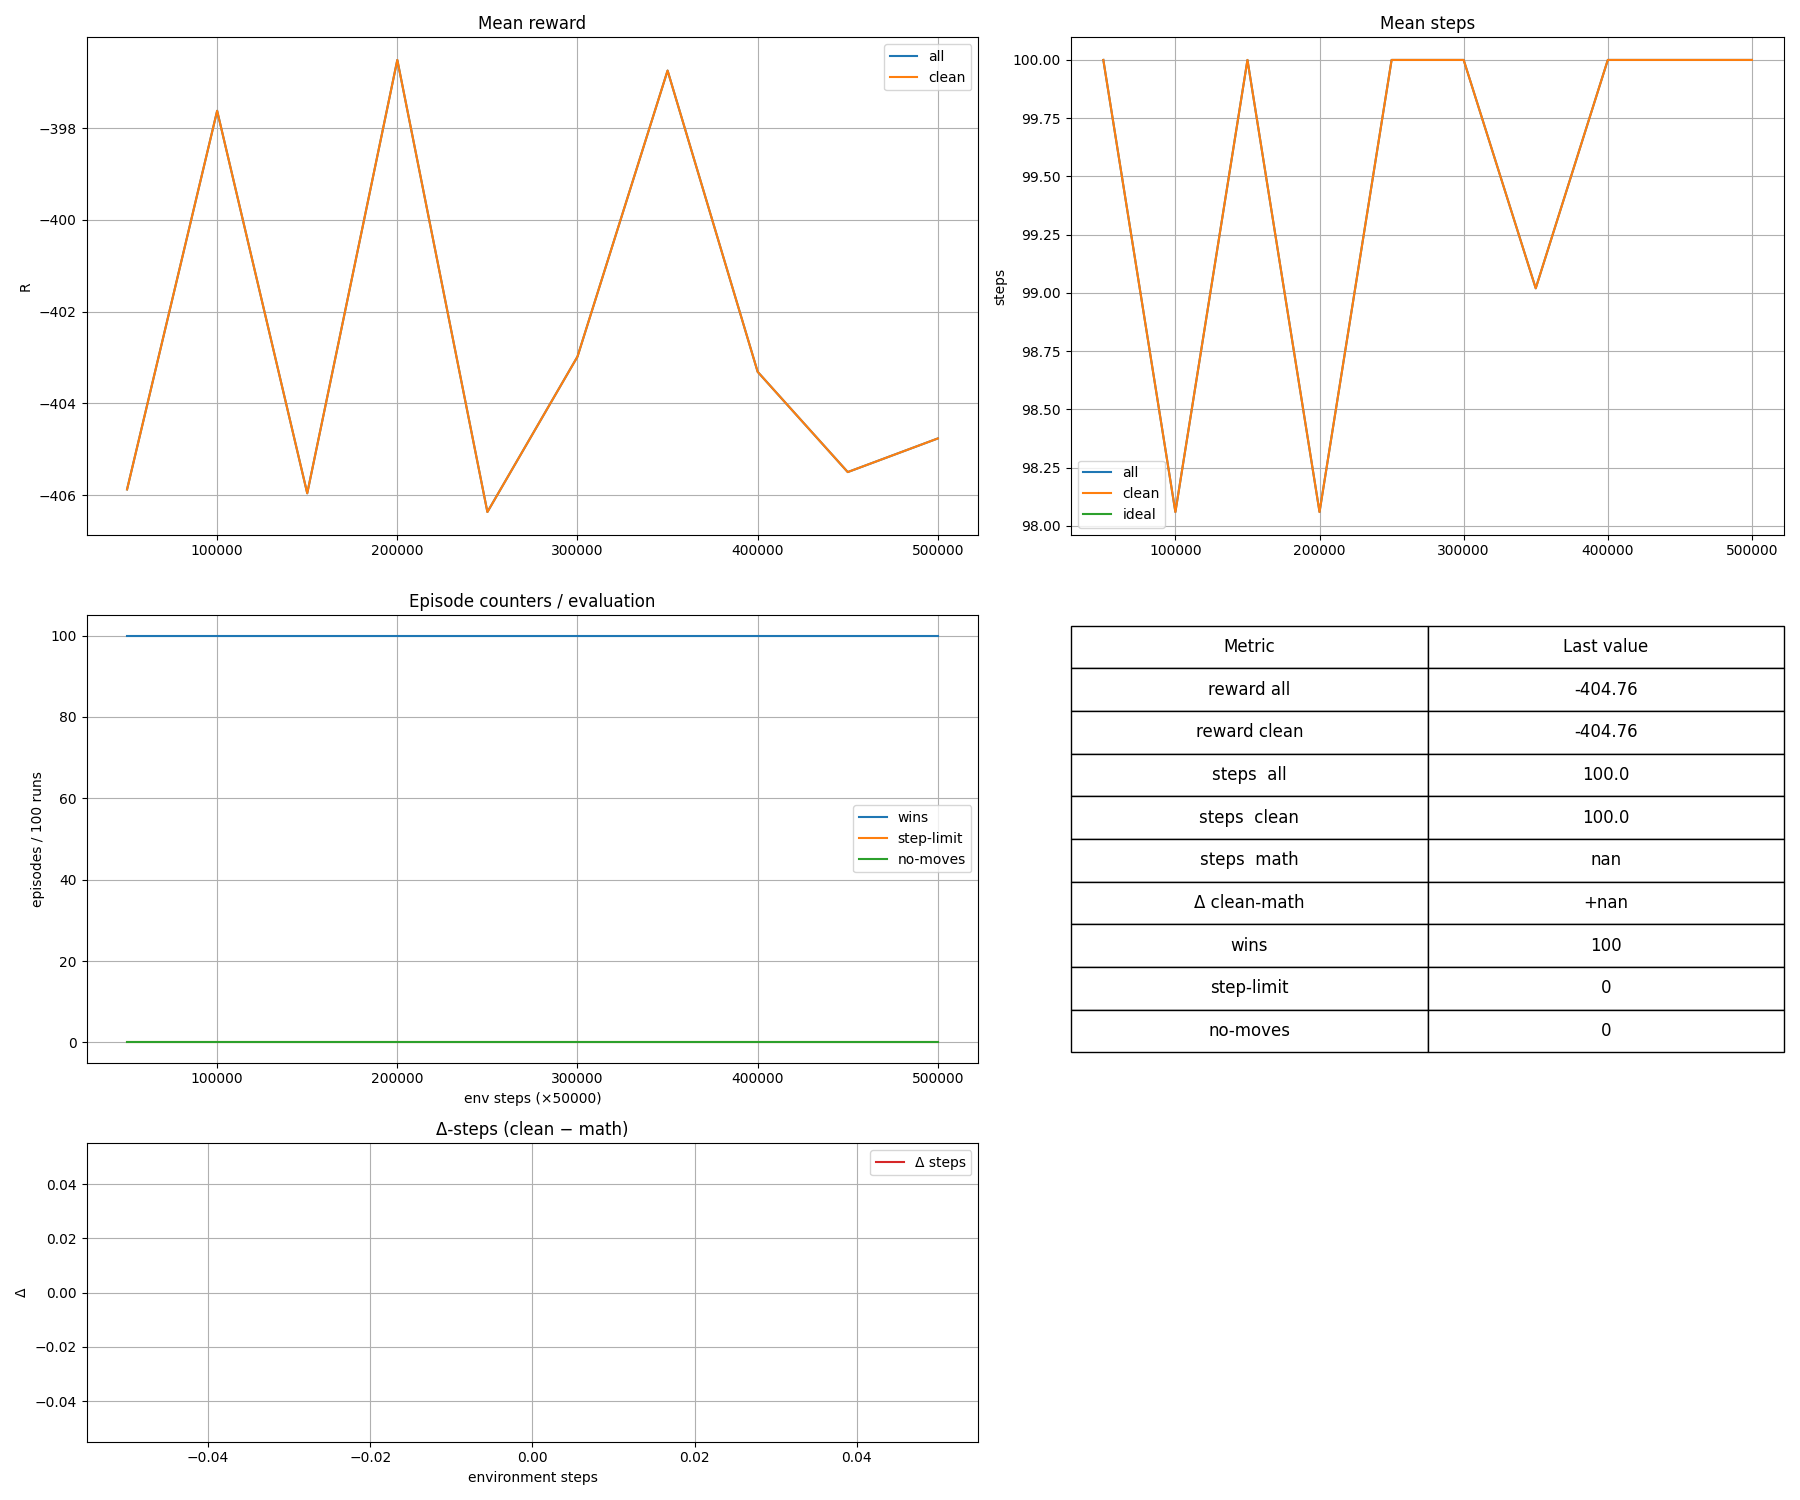 Mean reward
all
clean
R
−398
−400
−402
−404
−406
100000 200000 300000 400000 500000
Mean steps
steps
100.00
99.75
99.50
99.25
99.00
98.75
98.50
98.25
98.00
all
clean
ideal
100000 200000 300000 400000 500000
Episode counters / evaluation
episodes / 100 runs
100
80
60
40
20
0
wins
step-limit
no-moves
100000 200000 300000 400000 500000
env steps (×50000)
Metric Last value
reward all -404.76
reward clean -404.76
steps all 100.0
steps clean 100.0
steps math nan
Δ clean-math +nan
wins 100
step-limit 0
no-moves 0
Δ-steps (clean − math)
Δ steps
Δ
0.04
0.02
0.00
−0.02
−0.04
−0.04 −0.02 0.00 0.02 0.04
environment steps